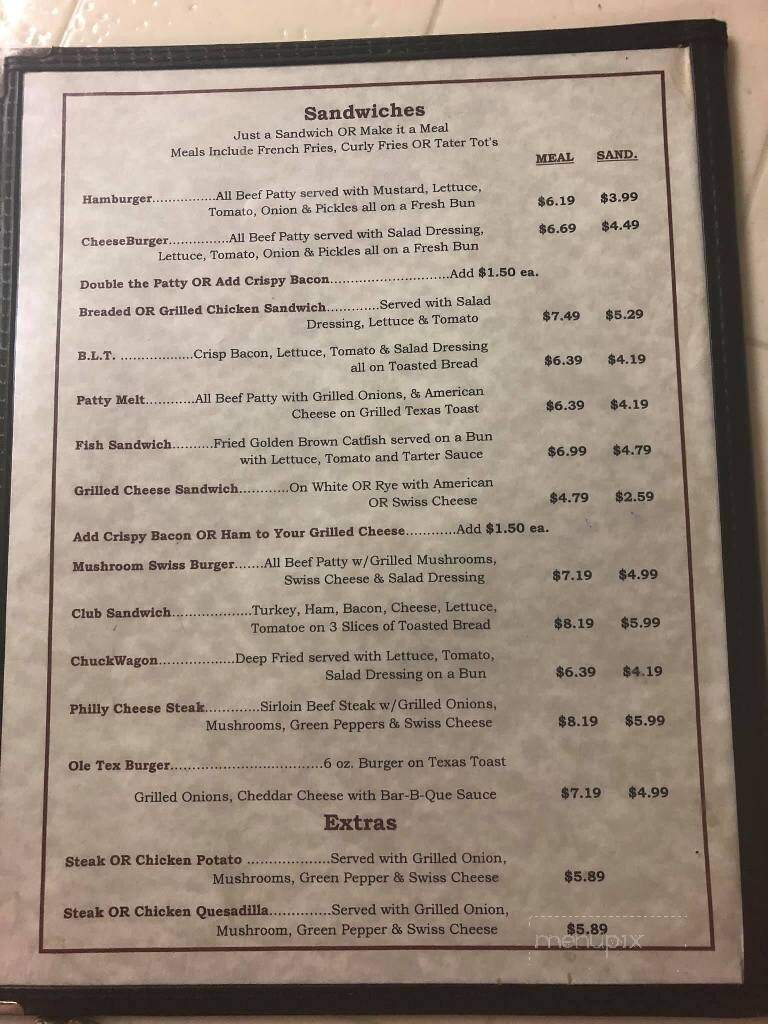 Sandwiches
Just a Sandwich OR Make it a Meal
Meals Include French Fries, Curly Fries OR Tater Tot's
MEAL SAND.
Hamburger................All Beef Patty served with Mustard, Lettuce,
Tomato, Onion & Pickles all on a Fresh Bun $6.19 $3.99
CheeseBurger...............All Beef Patty served with Salad Dressing, $6.69 $4.49
Lettuce, Tomato, Onion & Pickles all on a Fresh Bun
Double the Patty OR Add Crispy Bacon..............................Add $1.50 ea.
Breaded OR Grilled Chicken Sandwich.............Served with Salad
Dressing, Lettuce & Tomato $7.49 $5.29
B.L.T. ..................Crisp Bacon, Lettuce, Tomato & Salad Dressing
all on Toasted Bread $6.39 $4.19
Patty Melt............All Beef Patty with Grilled Onions, & American
Cheese on Grilled Texas Toast $6.39 $4.19
Fish Sandwich..........Fried Golden Brown Catfish served on a Bun
with Lettuce, Tomato and Tarter Sauce $6.99 $4.79
Grilled Cheese Sandwich............On White OR Rye with American
OR Swiss Cheese $4.79 $2.59
Add Crispy Bacon OR Ham to Your Grilled Cheese............Add $1.50 ea.
Mushroom Swiss Burger.......All Beef Patty w/Grilled Mushrooms,
Swiss Cheese & Salad Dressing $7.19 $4.99
Club Sandwich....................Turkey, Ham, Bacon, Cheese, Lettuce,
Tomatoe on 3 Slices of Toasted Bread $8.19 $5.99
ChuckWagon...................Deep Fried served with Lettuce, Tomato,
Salad Dressing on a Bun $6.39 $4.19
Philly Cheese Steak.............Sirloin Beef Steak w/Grilled Onions,
Mushrooms, Green Peppers & Swiss Cheese $8.19 $5.99
Ole Tex Burger..................................6 oz. Burger on Texas Toast
Grilled Onions, Cheddar Cheese with Bar-B-Que Sauce $7.19 $4.99
Extras
Steak OR Chicken Potato ...................Served with Grilled Onion,
Mushrooms, Green Pepper & Swiss Cheese $5.89
Steak OR Chicken Quesadilla..............Served with Grilled Onion,
Mushroom, Green Pepper & Swiss Cheese $5.89
menupix